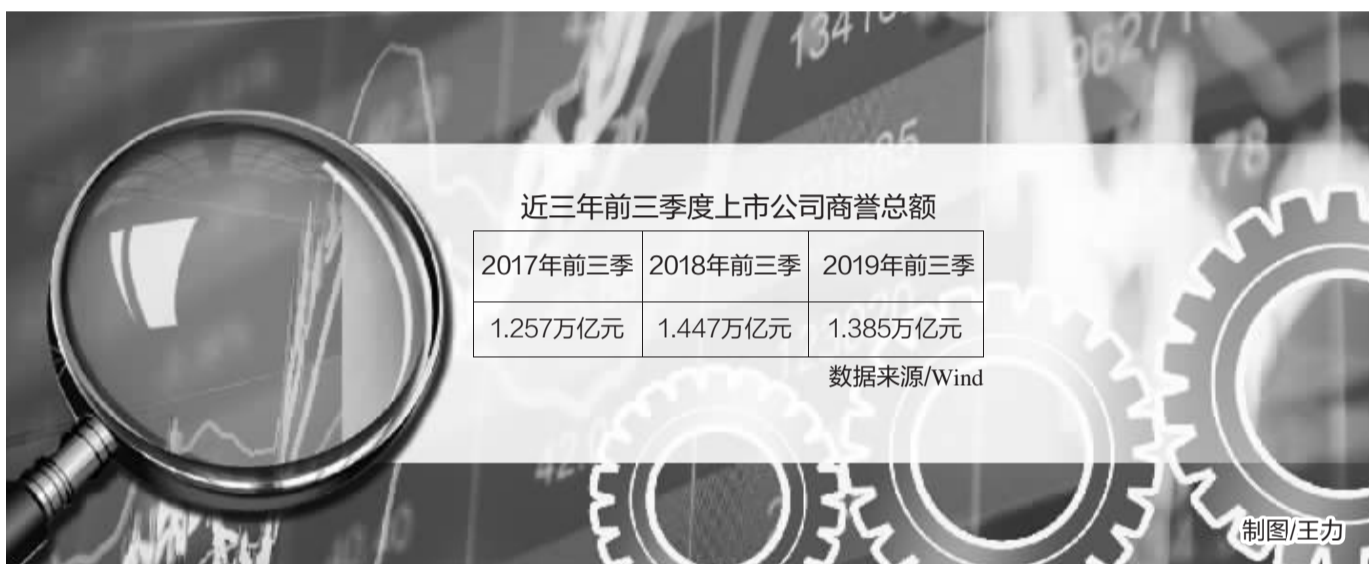 近三年前三季度上市公司商誉总额
2017年前三季 2018年前三季 2019年前三季
1.257万亿元 1.447万亿元 1.385万亿元
数据来源/Wind
制图/王力